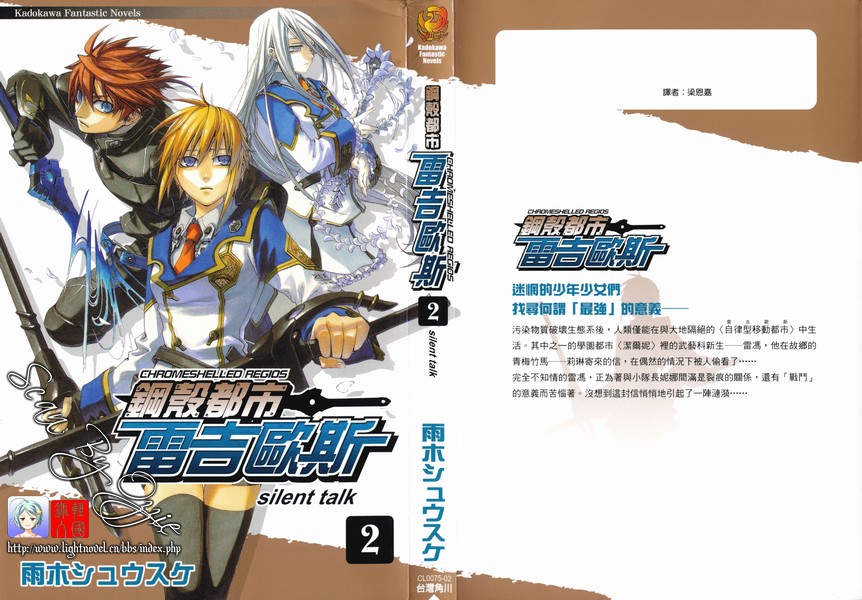 Kadokawa Fantastic Novels
CHROMESHELLED REGIOS
鋼殼都市
雷吉歐斯
silent talk
2
Scan By Ozzie
輕國
http://www.lightnovel.cn/bbs/index.php
雨木シュウスケ
Kadokawa
Fantastic
Novels
鋼殼都市
雷吉歐斯
CHROMESHELLED REGIOS
2
silent talk
雨木シュウスケ
CL0075-02
台灣角川
譯者：梁恩嘉
CHROMESHELLED REGIOS
鋼殼都市
雷吉歐斯
迷惘的少年少女們
找尋何謂「最強」的意義——
污染物質破壞生態系後，人類僅能在與大地隔絕的〈自律型移動都市〉中生
雷吉歐斯
活。其中之一的學園都市〈潔爾妮〉裡的武藝科新生——雷馮，他在故鄉的
青梅竹馬——莉琳寄來的信，在偶然的情況下被人偷看了……
完全不知情的雷馮，正為著與小隊長妮娜間滿是裂痕的關係，還有「戰鬥」
的意義而苦惱著。沒想到這封信悄悄地引起了一陣漣漪……